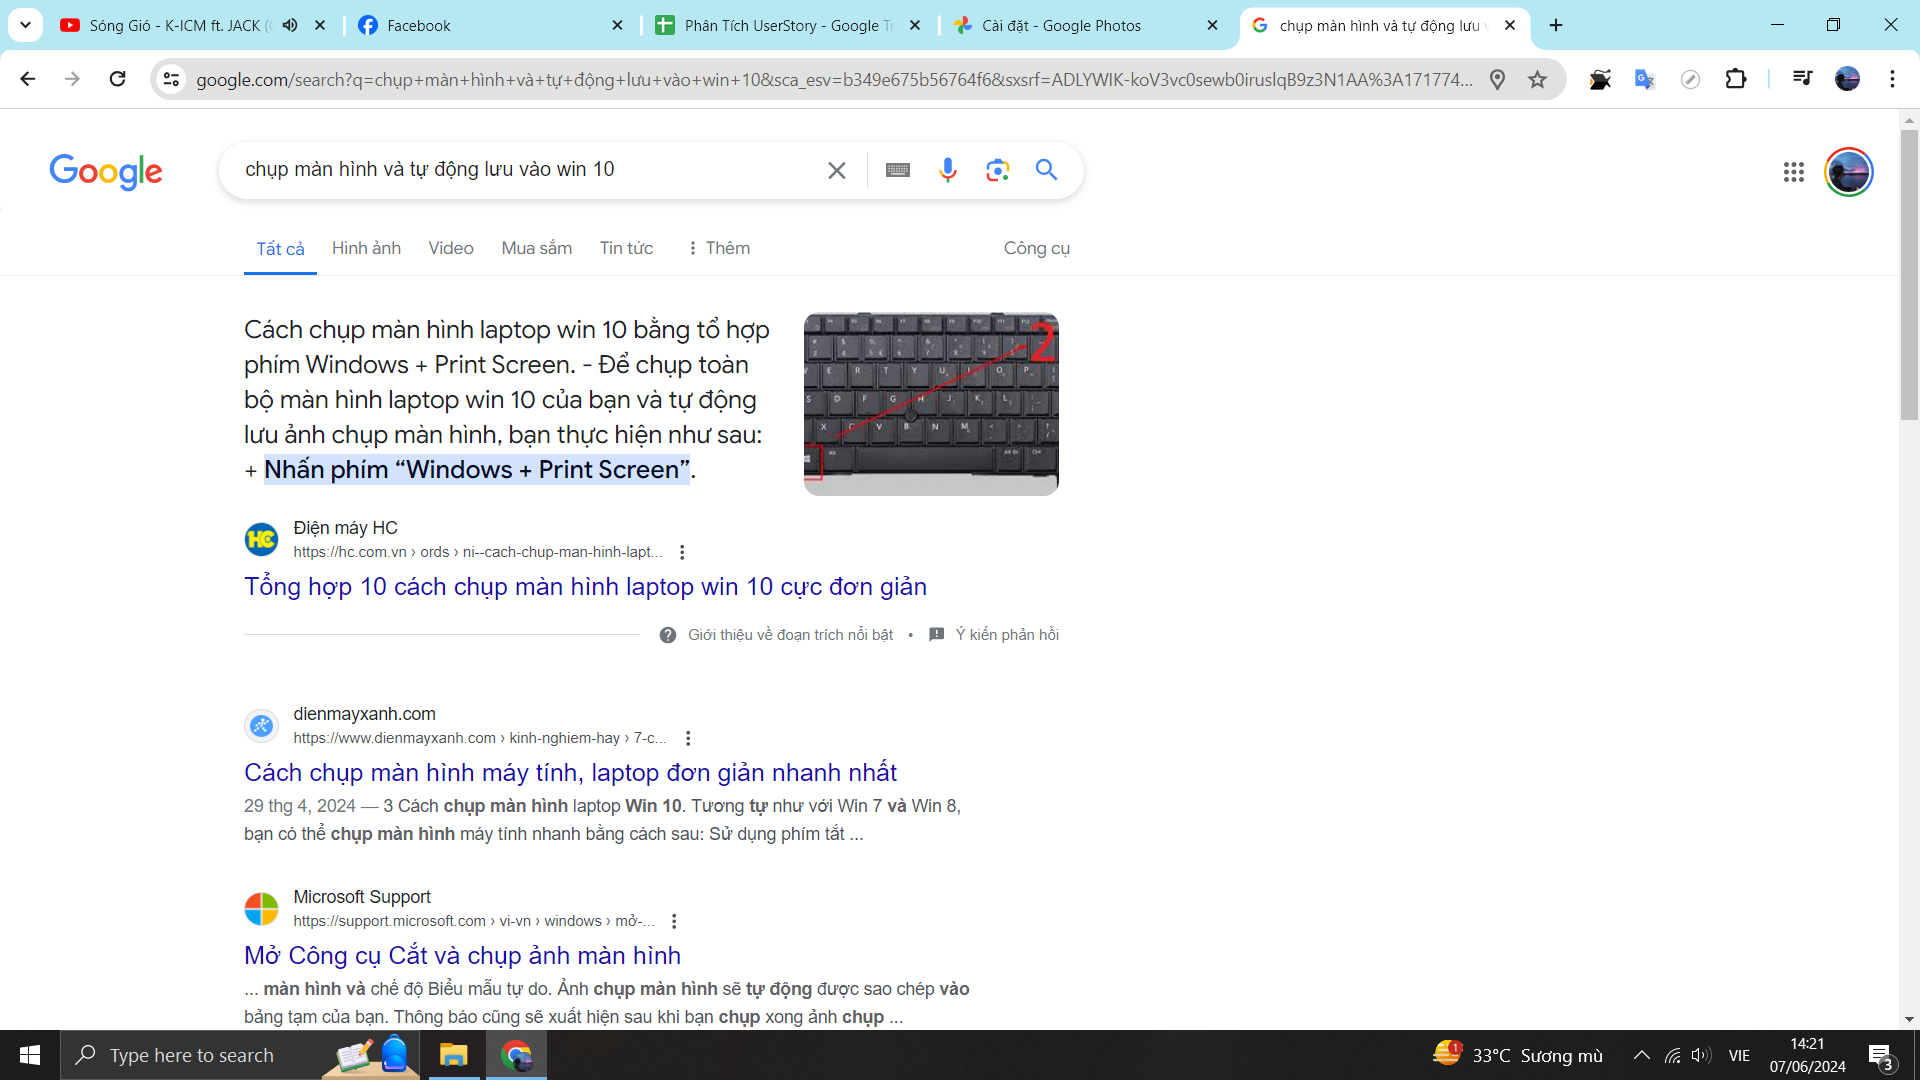 Sóng Gió - K-ICM ft. JACK
Facebook
Phân Tích UserStory - Google
Cài đặt - Google Photos
chụp màn hình và tự động lưu
google.com/search?q=chụp+màn+hình+và+tự+động+lưu+vào+win+10&sca_esv=b349e675b56764f6&sxsrf=ADLYWIK-koV3vc0sewb0iruslqB9z3N1AA%3A171774...
Google
chụp màn hình và tự động lưu vào win 10
Tất cả
Hình ảnh
Video
Mua sắm
Tin tức
Thêm
Công cụ
Cách chụp màn hình laptop win 10 bằng tổ hợp
phím Windows + Print Screen. - Để chụp toàn
bộ màn hình laptop win 10 của bạn và tự động
lưu ảnh chụp màn hình, bạn thực hiện như sau:
+ Nhấn phím “Windows + Print Screen”.
2
HC
Điện máy HC
https://hc.com.vn › ords › ni--cach-chup-man-hinh-lapt...
Tổng hợp 10 cách chụp màn hình laptop win 10 cực đơn giản
Giới thiệu về đoạn trích nổi bật • Ý kiến phản hồi
dienmayxanh.com
https://www.dienmayxanh.com › kinh-nghiem-hay › 7-c...
Cách chụp màn hình máy tính, laptop đơn giản nhanh nhất
29 thg 4, 2024 — 3 Cách chụp màn hình laptop Win 10. Tương tự như với Win 7 và Win 8,
bạn có thể chụp màn hình máy tính nhanh bằng cách sau: Sử dụng phím tắt ...
Microsoft Support
https://support.microsoft.com › vi-vn › windows › mở-...
Mở Công cụ Cắt và chụp ảnh màn hình
... màn hình và chế độ Biểu mẫu tự do. Ảnh chụp màn hình sẽ tự động được sao chép vào
bảng tạm của bạn. Thông báo cũng sẽ xuất hiện sau khi bạn chụp xong ảnh chụp ...
Type here to search
1
33°C Sương mù
VIE
14:21
07/06/2024
3